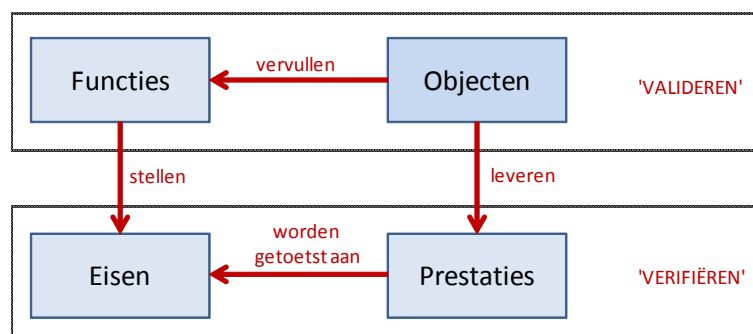 Functies
vervullen
Objecten
'VALIDEREN'
stellen
leveren
Eisen
worden
getoetst aan
Prestaties
'VERIFIËREN'